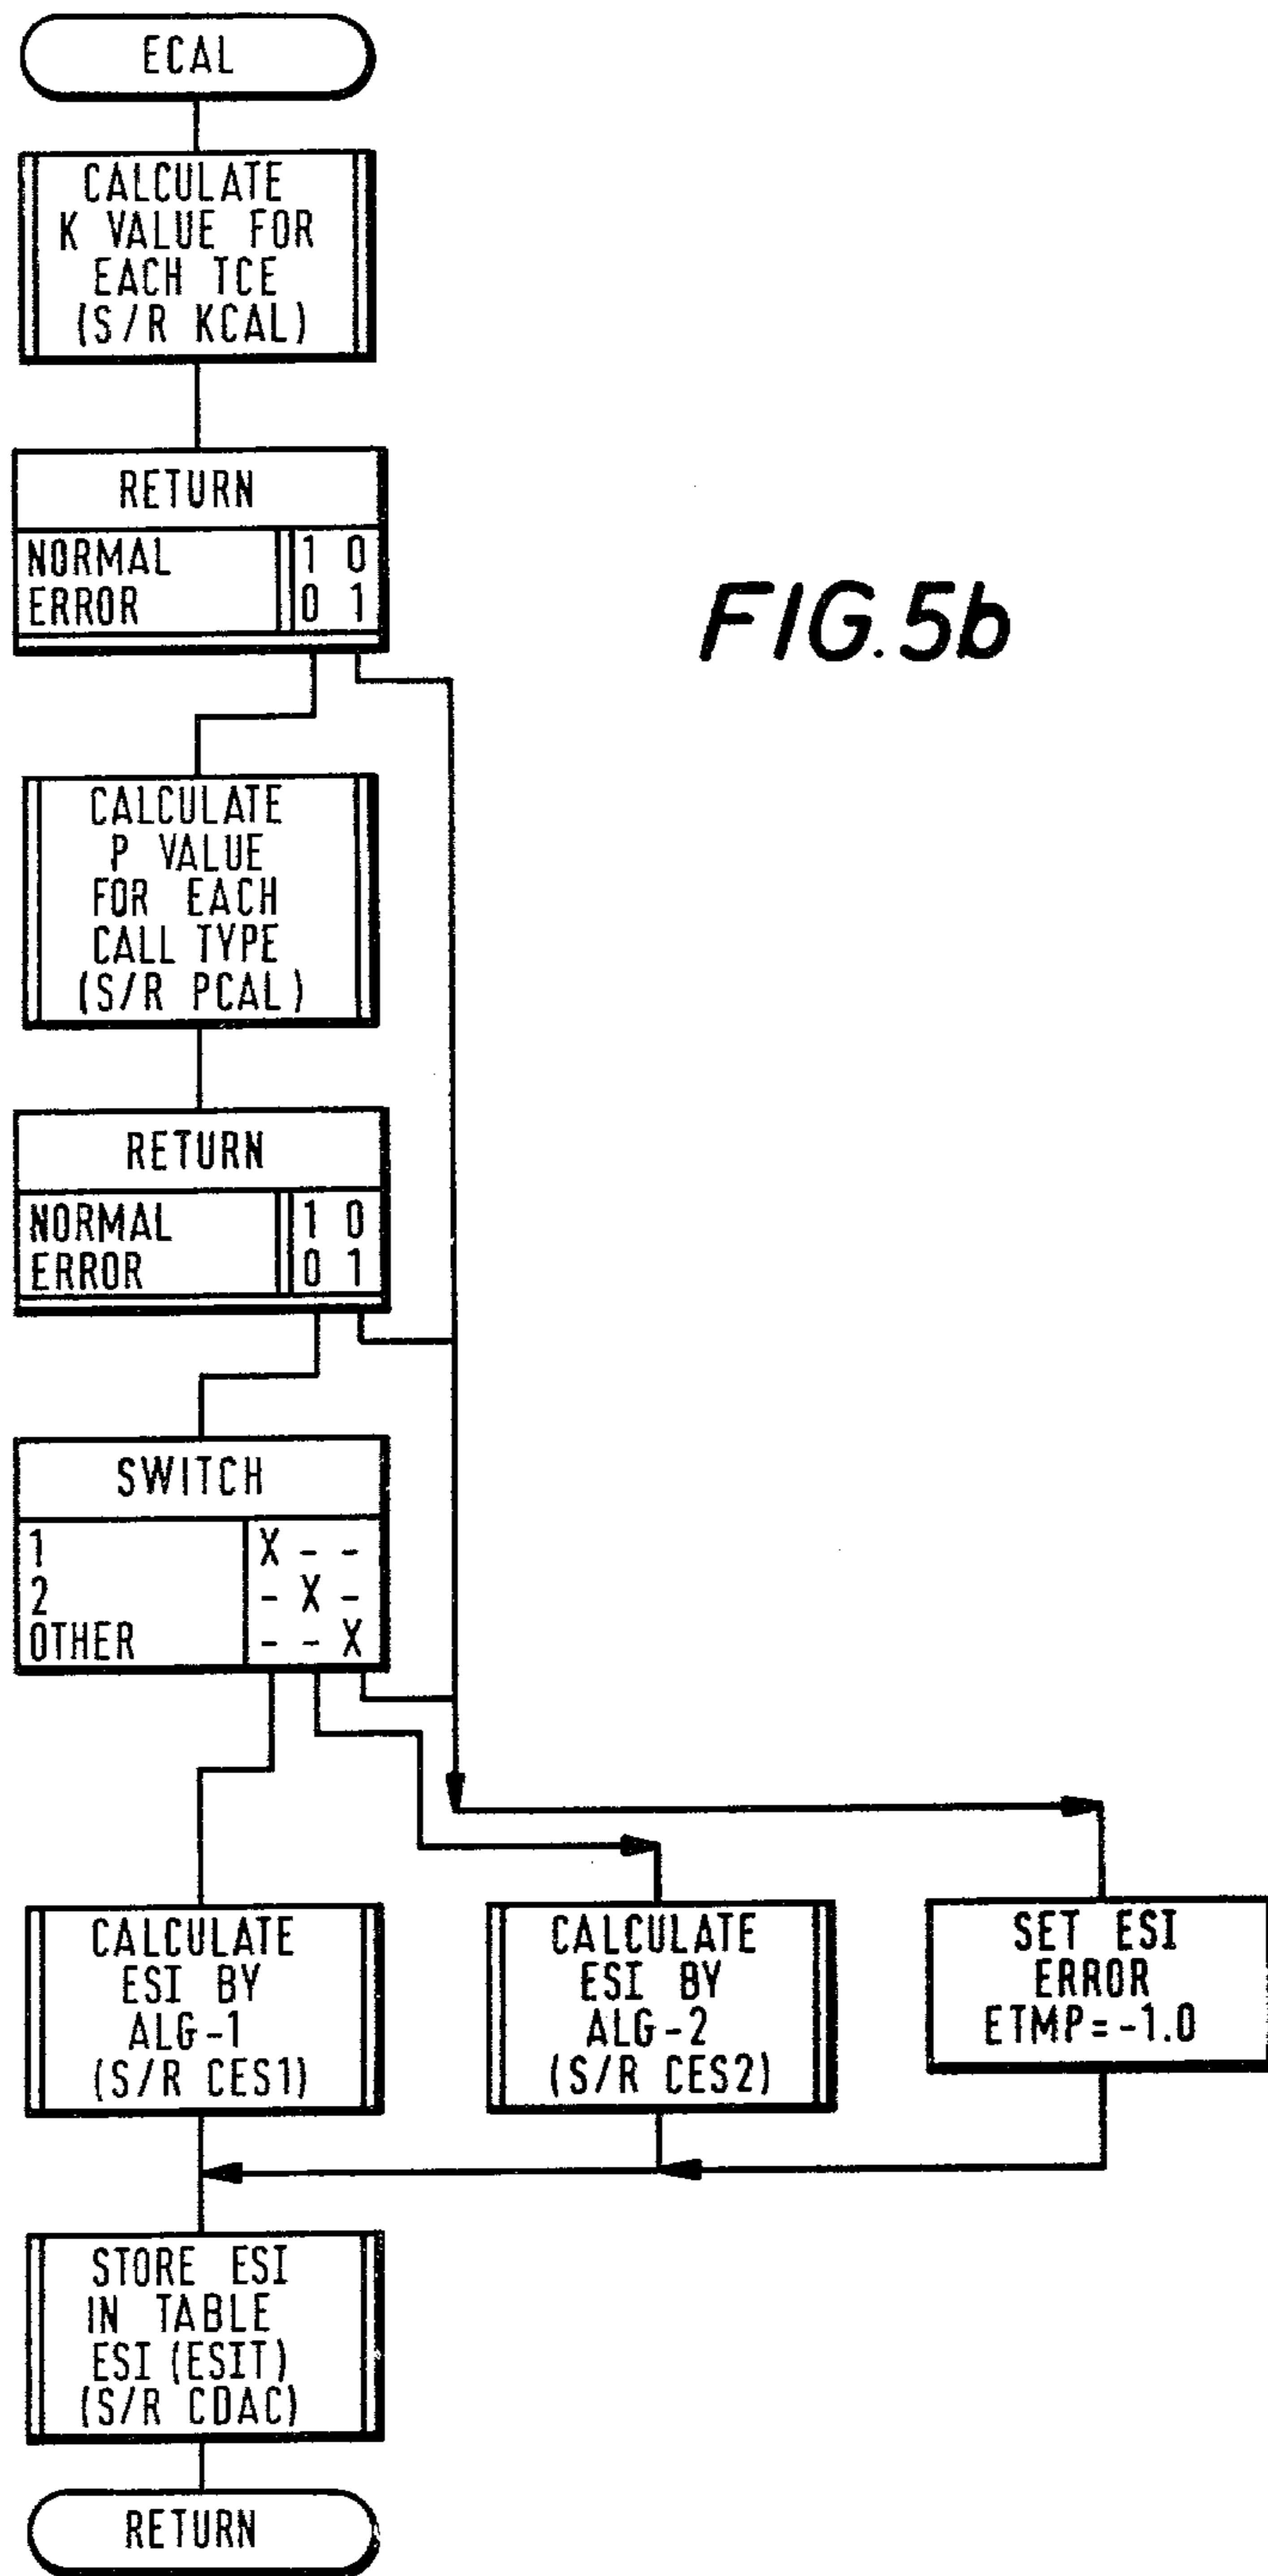 ECAL
CALCULATE
K VALUE FOR
EACH TCE
(S/R KCAL)
RETURN
NORMAL 1 0
ERROR 0 1
FIG.5b
CALCULATE
P VALUE
FOR EACH
CALL TYPE
(S/R PCAL)
RETURN
NORMAL 1 0
ERROR 0 1
SWITCH
1 X - -
2 - X -
OTHER - - X
CALCULATE
ESI BY
ALG-1
(S/R CES1)
CALCULATE
ESI BY
ALG-2
(S/R CES2)
SET ESI
ERROR
ETMP=-1.0
STORE ESI
IN TABLE
ESI (ESIT)
(S/R CDAC)
RETURN